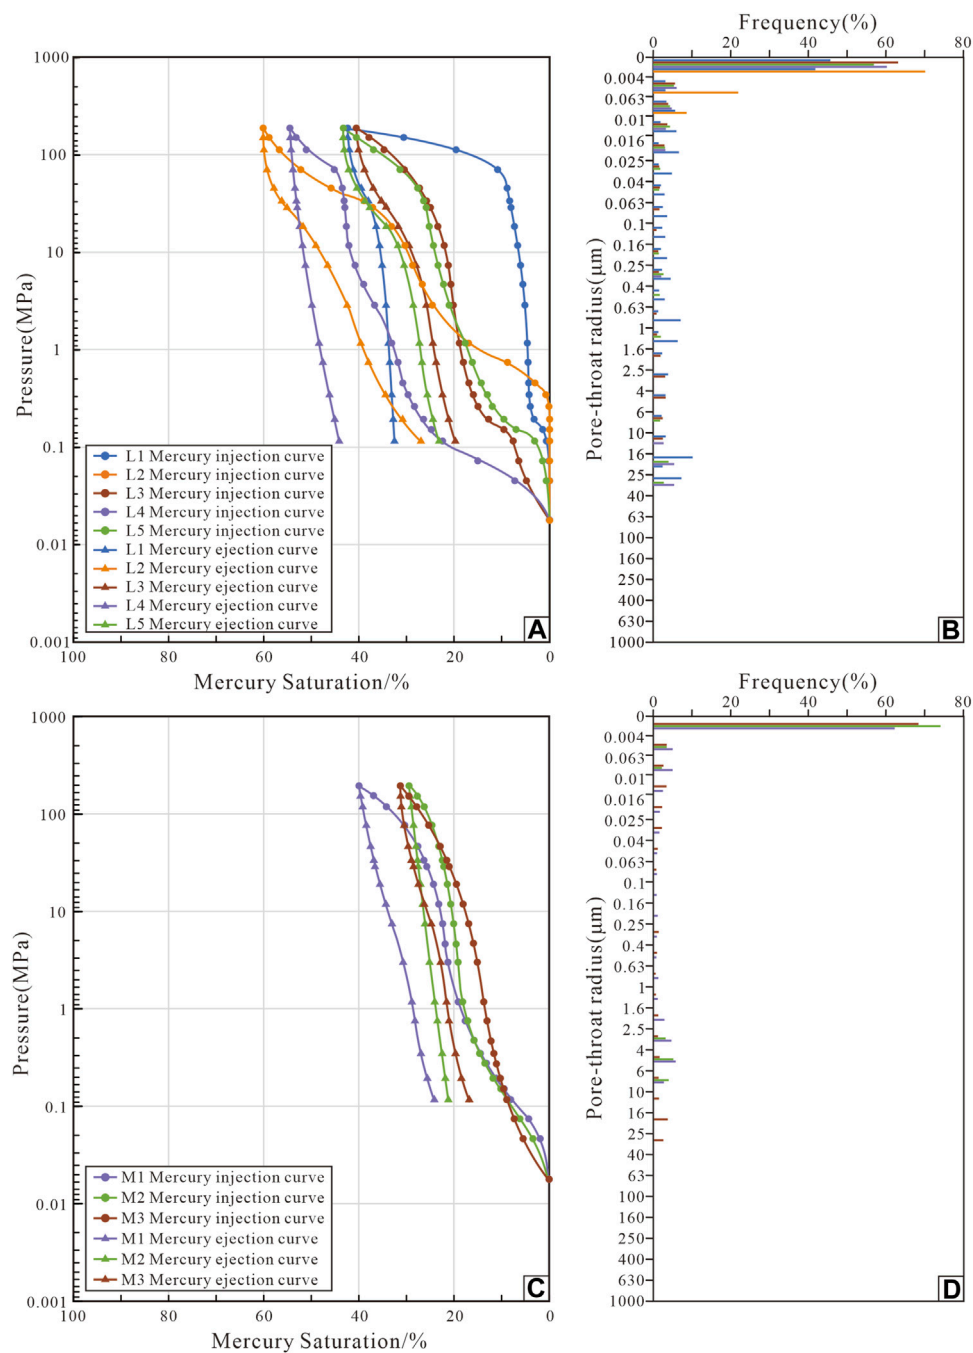 Frequency(%)
0 20 40 60 80
1000
100
10
1
0.1
0.01
0.001
Pressure(MPa)
L1 Mercury injection curve
L2 Mercury injection curve
L3 Mercury injection curve
L4 Mercury injection curve
L5 Mercury injection curve
L1 Mercury ejection curve
L2 Mercury ejection curve
L3 Mercury ejection curve
L4 Mercury ejection curve
L5 Mercury ejection curve
A
100 80 60 40 20 0
Mercury Saturation/%
Pore-throat radius(μm)
0
0.004
0.063
0.01
0.016
0.025
0.04
0.063
0.1
0.16
0.25
0.4
0.63
1
1.6
2.5
4
6
10
16
25
40
63
100
160
250
400
630
1000
B
Frequency(%)
0 20 40 60 80
1000
100
10
1
0.1
0.01
0.001
Pressure(MPa)
M1 Mercury injection curve
M2 Mercury injection curve
M3 Mercury injection curve
M1 Mercury ejection curve
M2 Mercury ejection curve
M3 Mercury ejection curve
C
100 80 60 40 20 0
Mercury Saturation/%
Pore-throat radius(μm)
0
0.004
0.063
0.01
0.016
0.025
0.04
0.063
0.1
0.16
0.25
0.4
0.63
1
1.6
2.5
4
6
10
16
25
40
63
100
160
250
400
630
1000
D